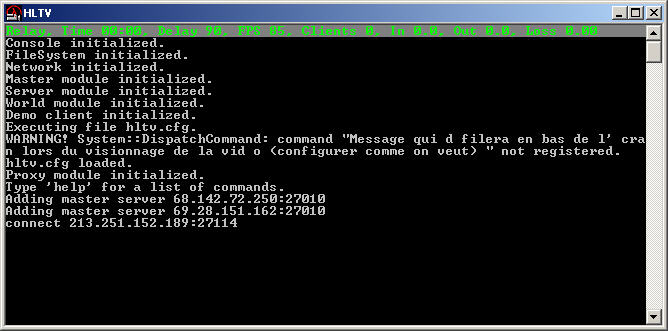 HLTV
Relay, Time 00:00, Delay 90, FPS 85, Clients 0, In 0.0, Out 0.0, Loss 0.00
Console initialized.
FileSystem initialized.
Network initialized.
Master module initialized.
Server module initialized.
World module initialized.
Demo client initialized.
Executing file hltv.cfg.
WARNING! System::DispatchCommand: command "Message qui d filera en bas de l' cra
n lors du visionnage de la vid o (configurer comme on veut) " not registered.
hltv.cfg loaded.
Proxy module initialized.
Type 'help' for a list of commands.
Adding master server 68.142.72.250:27010
Adding master server 69.28.151.162:27010
connect 213.251.152.189:27114